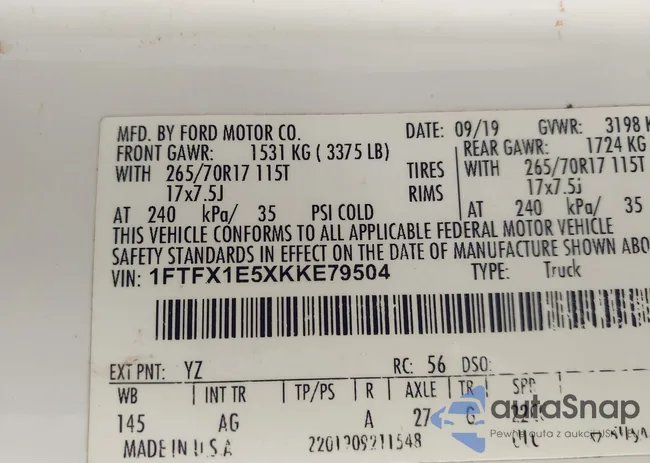 MFD. BY FORD MOTOR CO. DATE: 09/19 GVWR: 3198 K
FRONT GAWR: 1531 KG ( 3375 LB) REAR GAWR: 1724 KG
WITH 265/70R17 115T TIRES WITH 265/70R17 115T
17x7.5J RIMS 17x7.5J
AT 240 kPa/ 35 PSI COLD AT 240 kPa/ 35
THIS VEHICLE CONFORMS TO ALL APPLICABLE FEDERAL MOTOR VEHICLE
SAFETY STANDARDS IN EFFECT ON THE DATE OF MANUFACTURE SHOWN ABO
VIN: 1FTFX1E5XKKE79504 TYPE: Truck
EXT PNT: YZ RC: 56 DSO:
WB INT TR TP/PS R AXLE TR SPR
145 AG A 27 G
autoSnap
MADE IN U.S.A 2201909211548